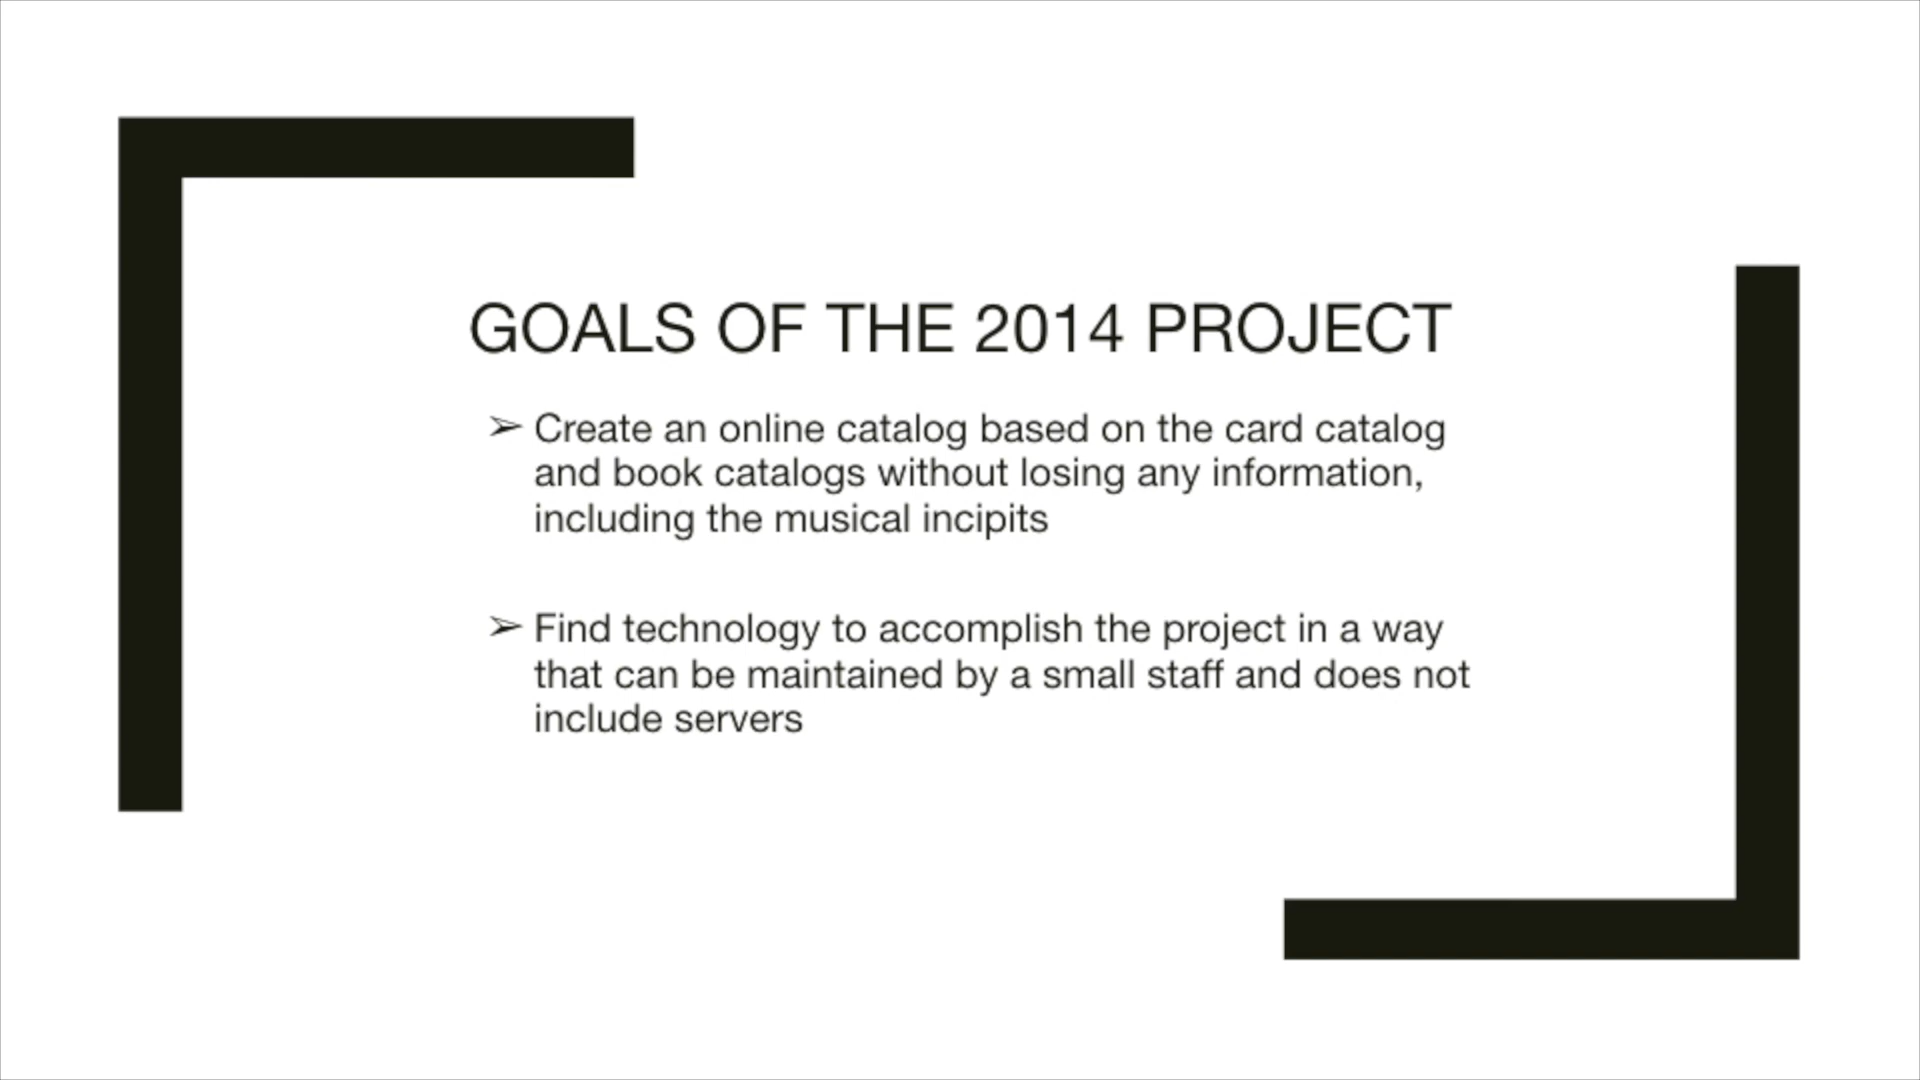 GOALS OF THE 2014 PROJECT
➢ Create an online catalog based on the card catalog
and book catalogs without losing any information,
including the musical incipits
➢ Find technology to accomplish the project in a way
that can be maintained by a small staff and does not
include servers